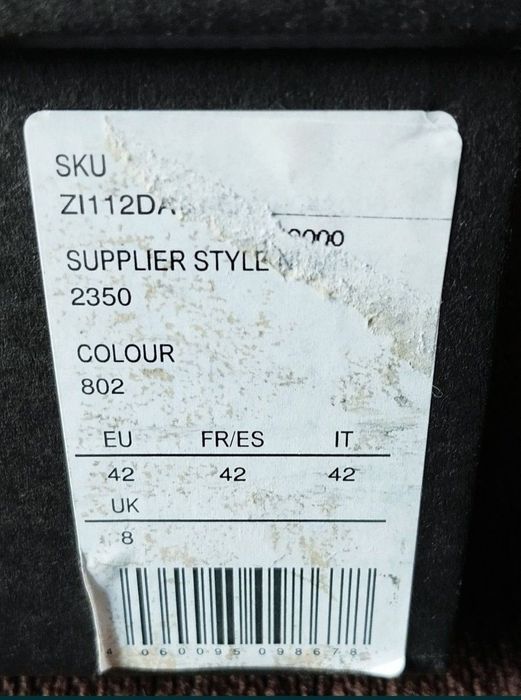 SKU
ZI112DA
0000
SUPPLIER STYLE
2350
COLOUR
802
EU FR/ES IT
42 42 42
UK
8
4 060095 098678